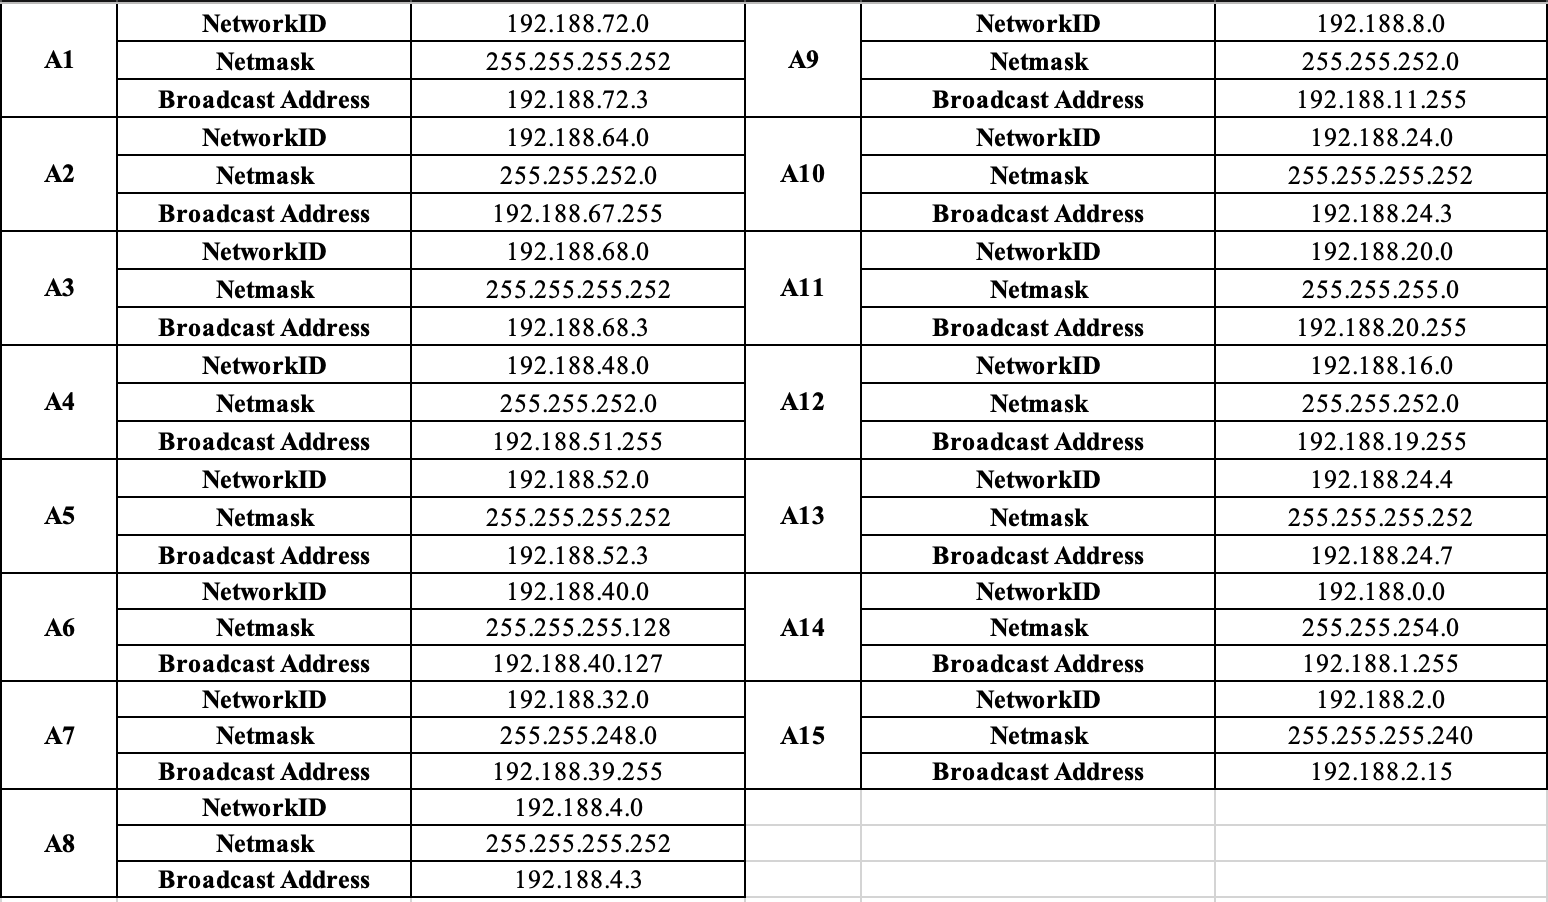 NetworkID 192.188.72.0 NetworkID 192.188.8.0
A1 Netmask 255.255.255.252 A9 Netmask 255.255.252.0
Broadcast Address 192.188.72.3 Broadcast Address 192.188.11.255
NetworkID 192.188.64.0 NetworkID 192.188.24.0
A2 Netmask 255.255.252.0 A10 Netmask 255.255.255.252
Broadcast Address 192.188.67.255 Broadcast Address 192.188.24.3
NetworkID 192.188.68.0 NetworkID 192.188.20.0
A3 Netmask 255.255.255.252 A11 Netmask 255.255.255.0
Broadcast Address 192.188.68.3 Broadcast Address 192.188.20.255
NetworkID 192.188.48.0 NetworkID 192.188.16.0
A4 Netmask 255.255.252.0 A12 Netmask 255.255.252.0
Broadcast Address 192.188.51.255 Broadcast Address 192.188.19.255
NetworkID 192.188.52.0 NetworkID 192.188.24.4
A5 Netmask 255.255.255.252 A13 Netmask 255.255.255.252
Broadcast Address 192.188.52.3 Broadcast Address 192.188.24.7
NetworkID 192.188.40.0 NetworkID 192.188.0.0
A6 Netmask 255.255.255.128 A14 Netmask 255.255.254.0
Broadcast Address 192.188.40.127 Broadcast Address 192.188.1.255
NetworkID 192.188.32.0 NetworkID 192.188.2.0
A7 Netmask 255.255.248.0 A15 Netmask 255.255.255.240
Broadcast Address 192.188.39.255 Broadcast Address 192.188.2.15
NetworkID 192.188.4.0
A8 Netmask 255.255.255.252
Broadcast Address 192.188.4.3